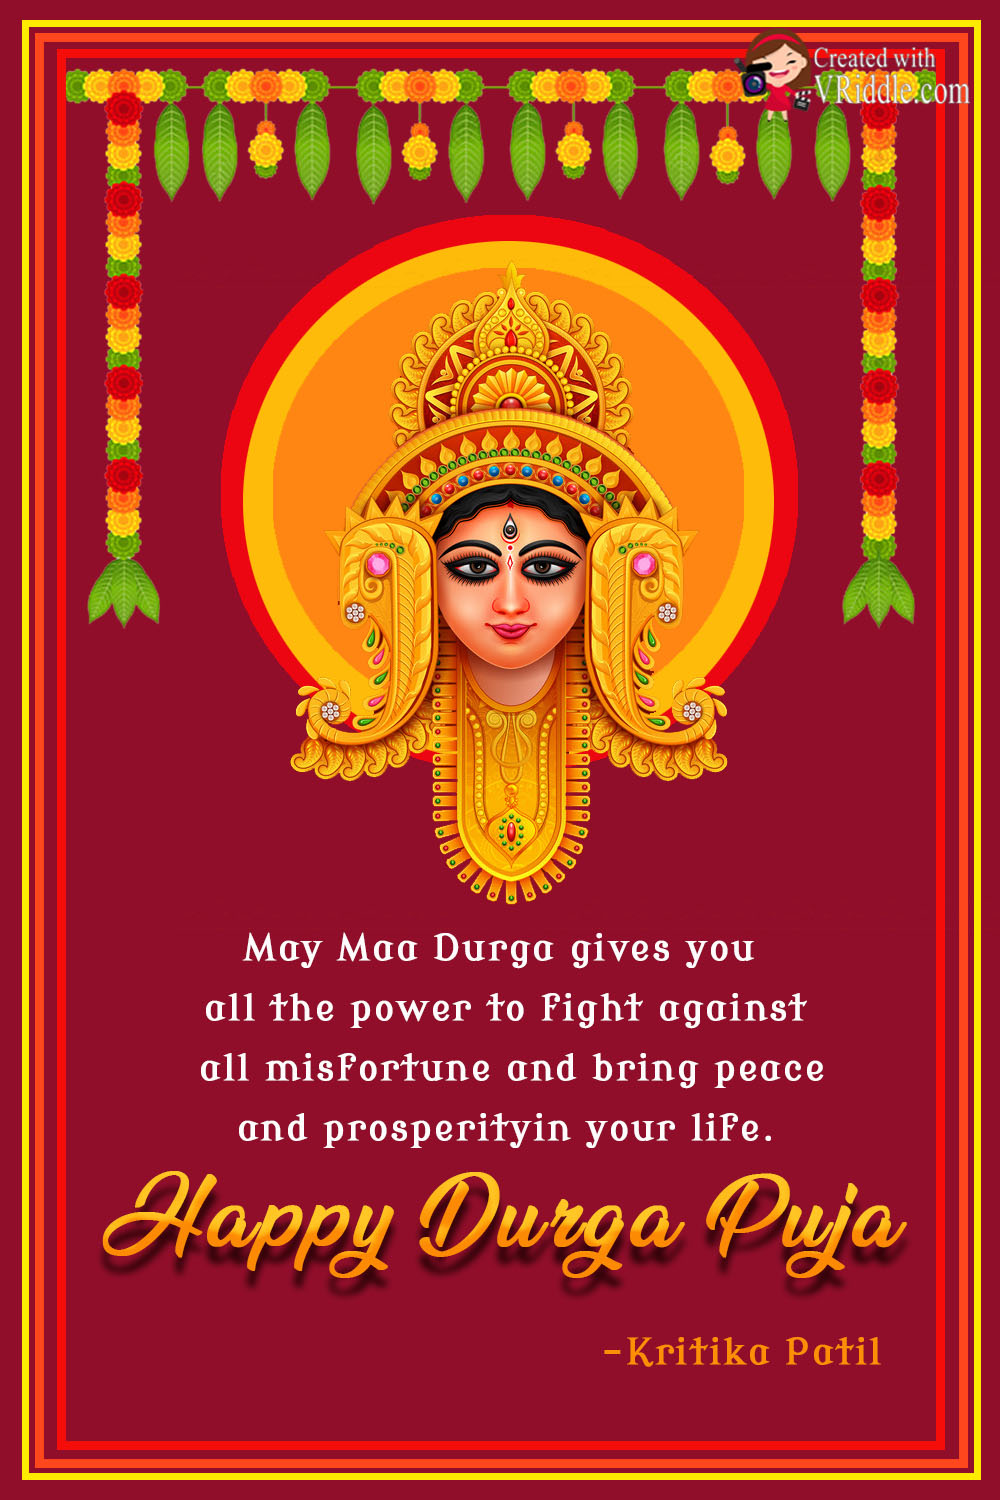 Created with
VRiddle.com
May Maa Durga gives you
all the power to fight against
all misfortune and bring peace
and prosperityin your life.
Happy Durga Puja
-Kritika Patil